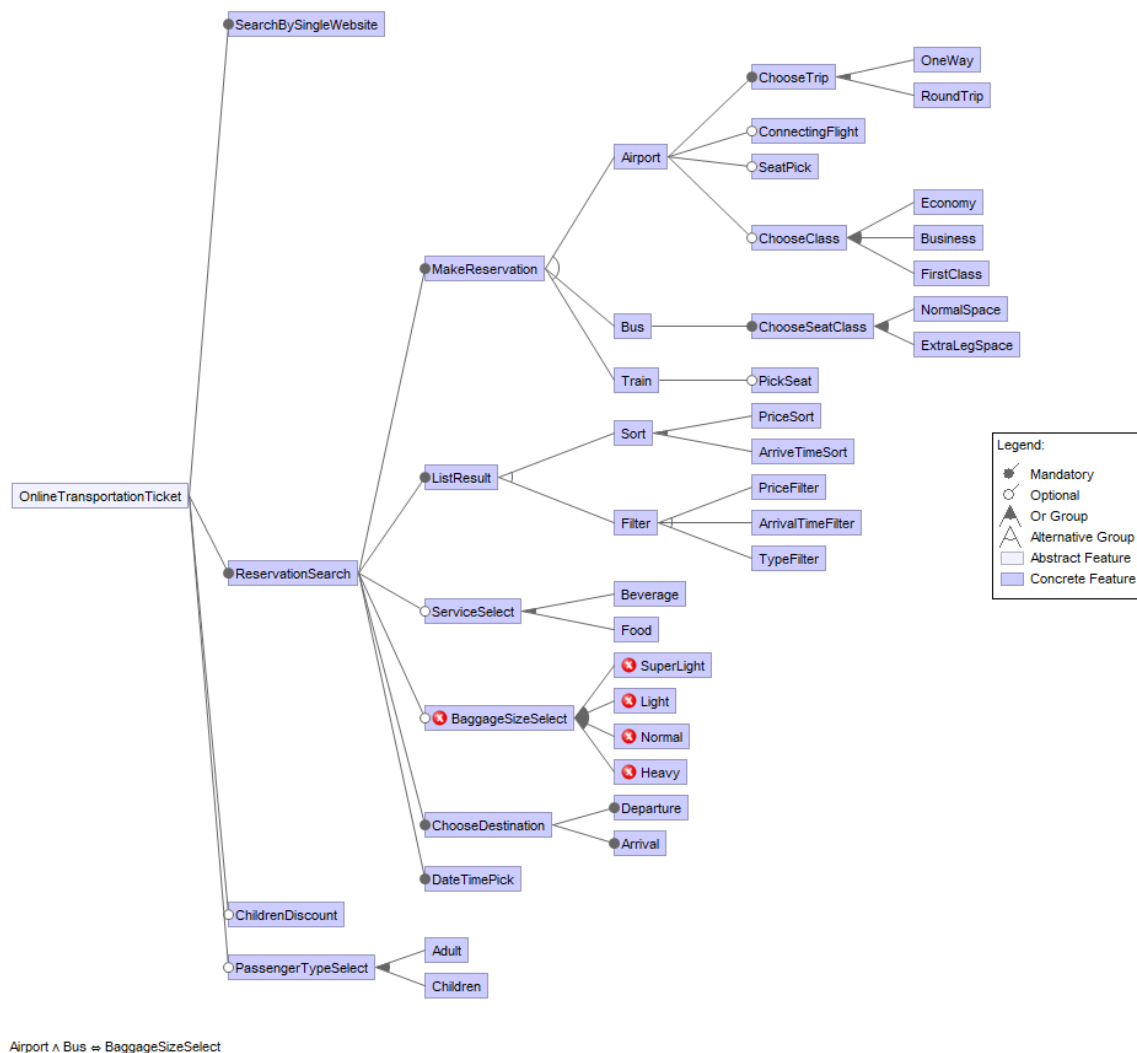 SearchBySingleWebsite
OneWay
ChooseTrip
RoundTrip
ConnectingFlight
Airport
SeatPick
Economy
ChooseClass
Business
MakeReservation
FirstClass
NormalSpace
Bus
ChooseSeatClass
ExtraLegSpace
Train
PickSeat
PriceSort
Sort
ArriveTimeSort
ListResult
PriceFilter
OnlineTransportationTicket
Filter
ArrivalTimeFilter
TypeFilter
ReservationSearch
Beverage
ServiceSelect
Food
SuperLight
Light
BaggageSizeSelect
Normal
Heavy
Departure
ChooseDestination
Arrival
DateTimePick
ChildrenDiscount
Adult
PassengerTypeSelect
Children
Legend:
Mandatory
Optional
Or Group
Alternative Group
Abstract Feature
Concrete Feature
Airport ∧ Bus ⇔ BaggageSizeSelect